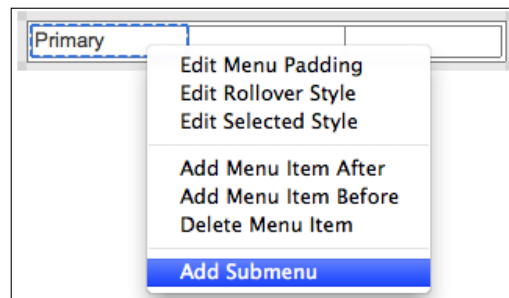 Primary
Edit Menu Padding
Edit Rollover Style
Edit Selected Style
Add Menu Item After
Add Menu Item Before
Delete Menu Item
Add Submenu